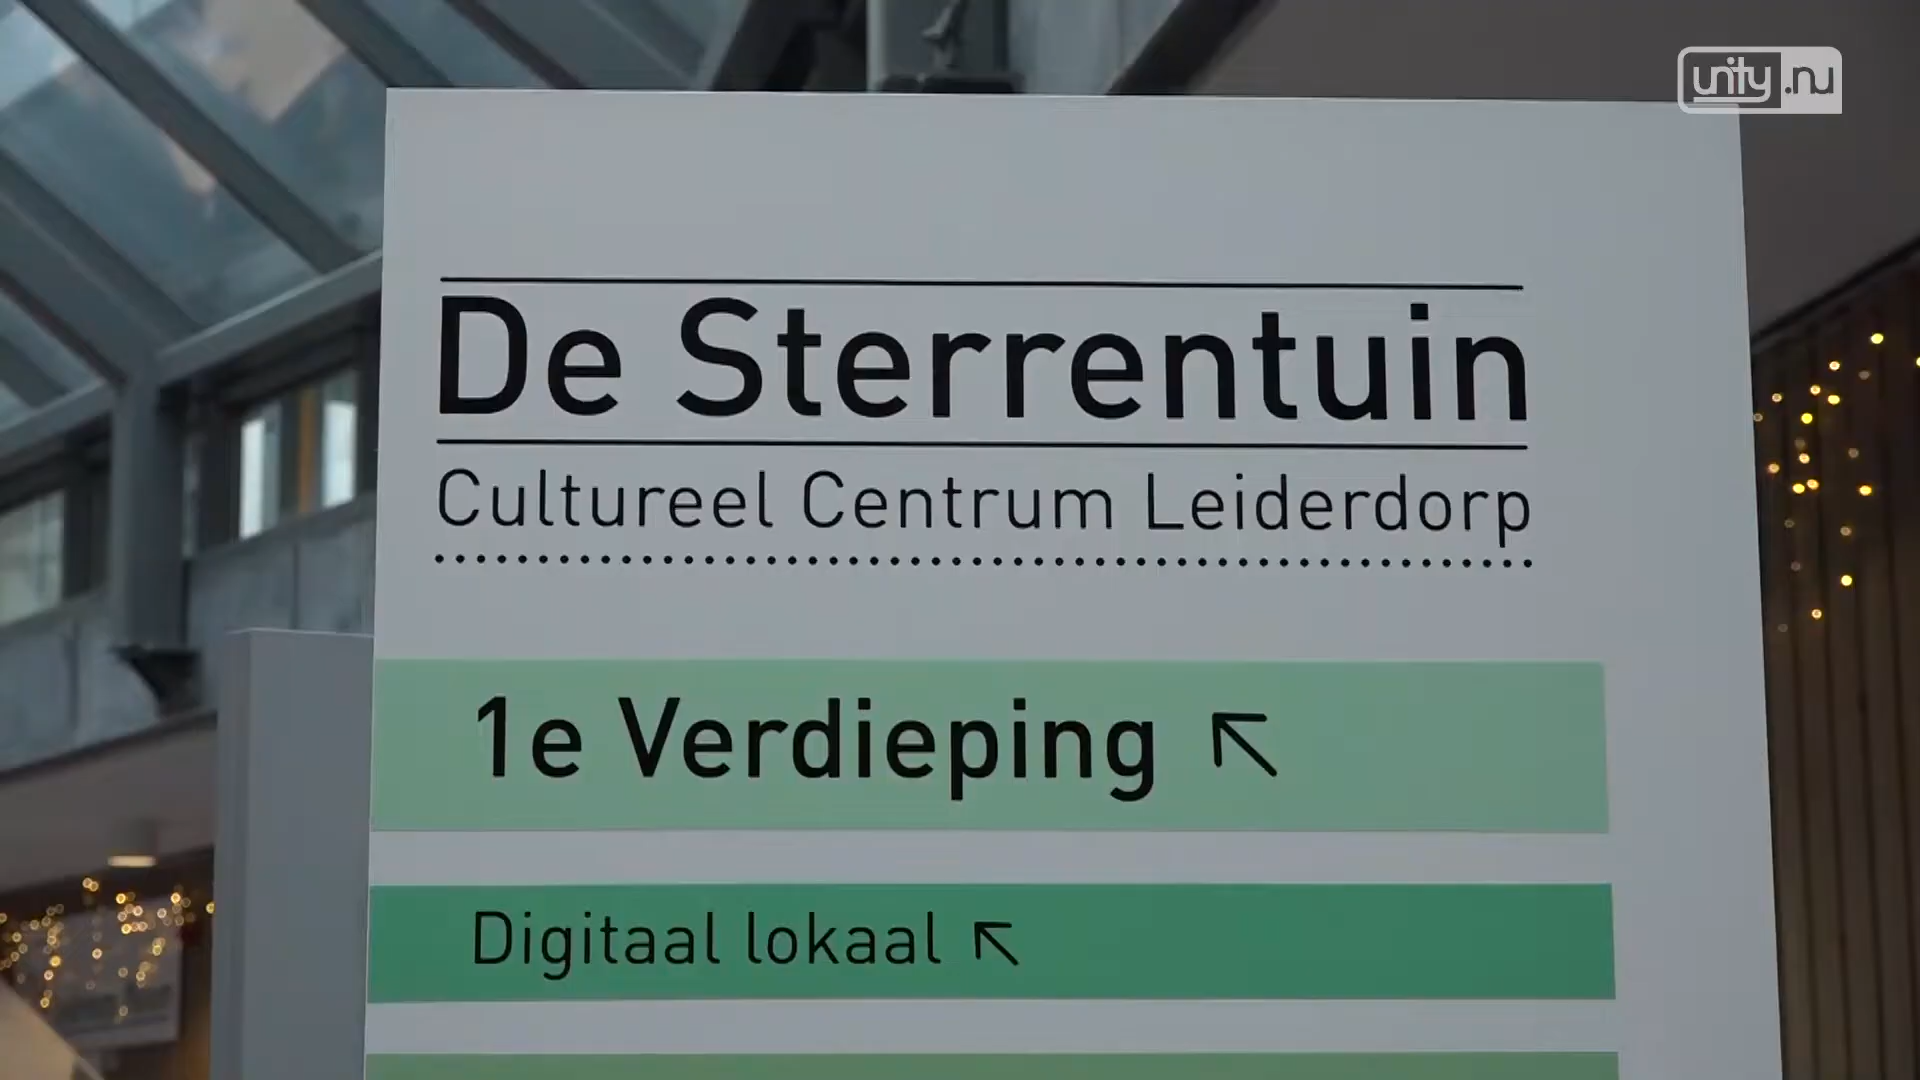 unity.nu
De Sterrentuin
Cultureel Centrum Leiderdorp
1e Verdieping ↖
Digitaal lokaal ↖